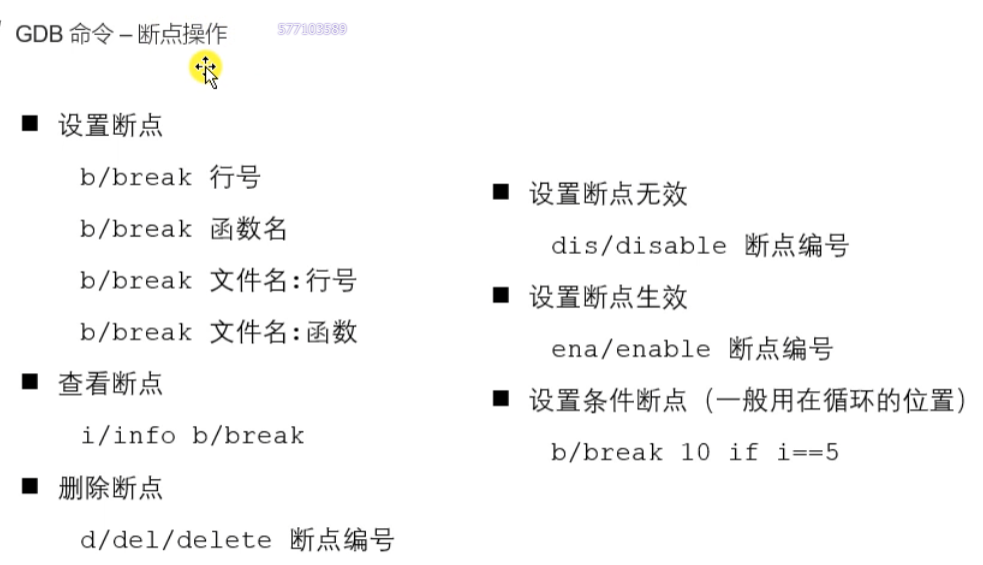 GDB 命令 – 断点操作
577103589
■ 设置断点
b/break 行号
b/break 函数名
b/break 文件名:行号
b/break 文件名:函数
■ 查看断点
i/info b/break
■ 删除断点
d/del/delete 断点编号
■ 设置断点无效
dis/disable 断点编号
■ 设置断点生效
ena/enable 断点编号
■ 设置条件断点（一般用在循环的位置）
b/break 10 if i==5